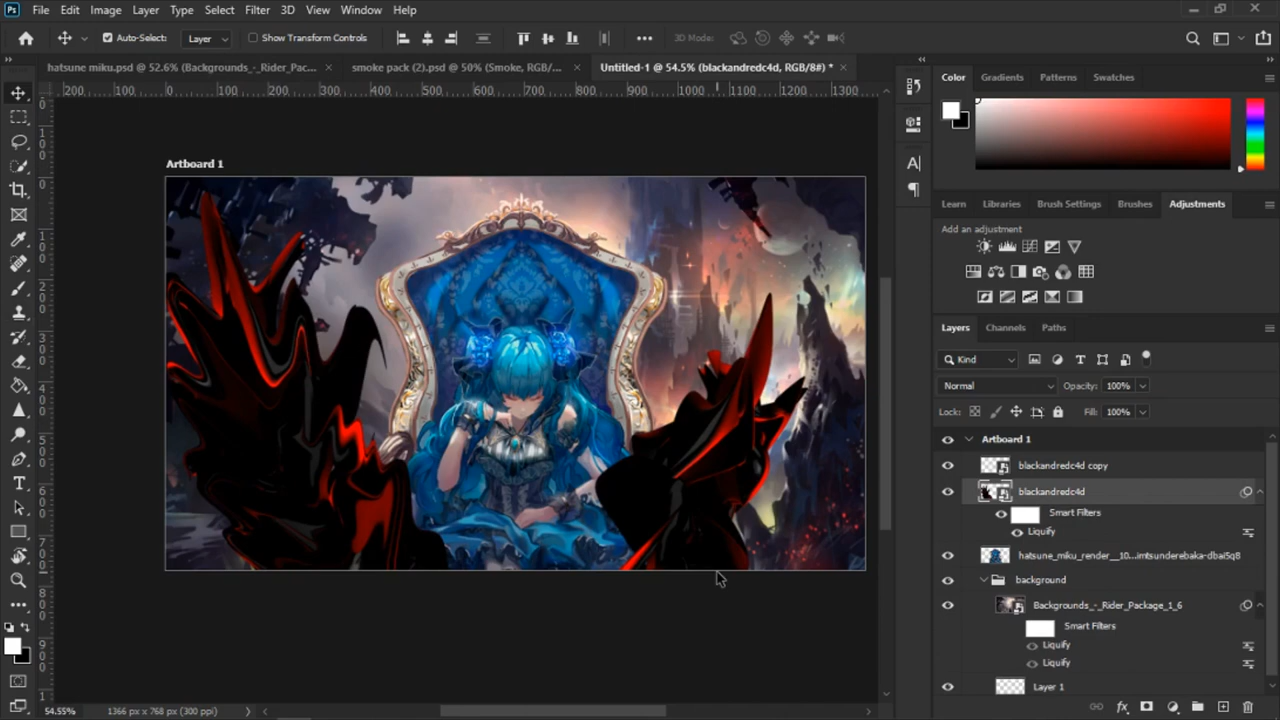 Ps File Edit Image Layer Type Select Filter 3D View Window Help
Auto-Select: Layer Show Transform Controls 3D Mode:
hatsune miku.psd @ 52.6% (Backgrounds_-_Rider_Pac... × smoke pack (2).psd @ 50% (Smoke, RGB/... × Untitled-1 @ 54.5% (blackandredc4d, RGB/8#) * ×
200 100 0 100 200 300 400 500 600 700 800 900 1000 1100 1200 1300
Artboard 1
Color Gradients Patterns Swatches
Learn Libraries Brush Settings Brushes Adjustments
Add an adjustment
Layers Channels Paths
Kind
Normal Opacity: 100%
Lock: Fill: 100%
Artboard 1
blackandredc4d copy
blackandredc4d
Smart Filters
Liquify
hatsune_miku_render__10...imtsunderebaka-dbai5q8
background
Backgrounds_-_Rider_Package_1_6
Smart Filters
Liquify
Liquify
Layer 1
54.55% 1366 px x 768 px (300 ppi)